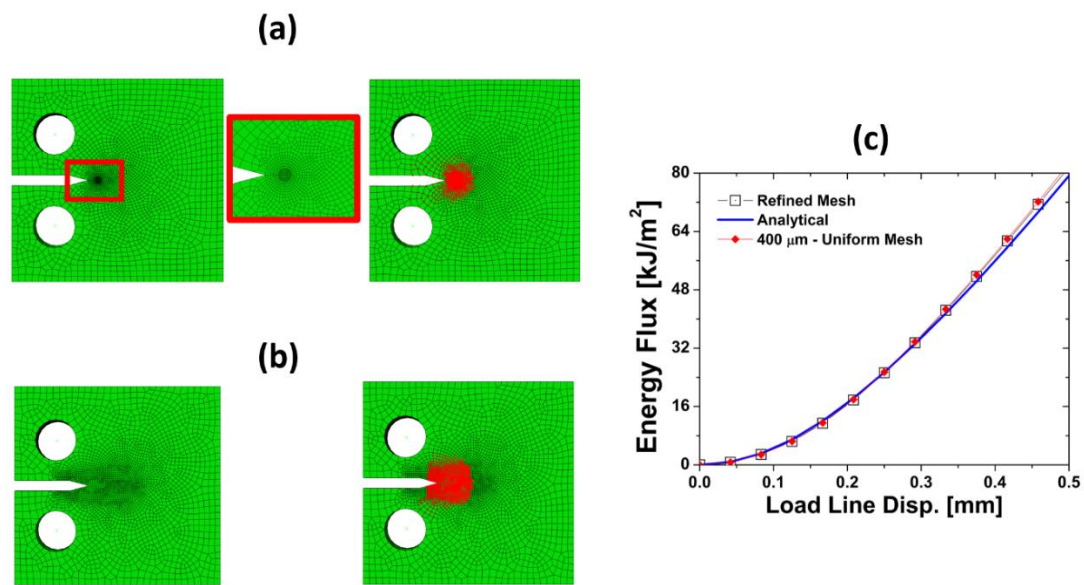 (a)
(b)
(c)
Energy Flux [kJ/m²]
80
64
48
32
16
0
Refined Mesh
Analytical
400 μm - Uniform Mesh
0.0 0.1 0.2 0.3 0.4 0.5
Load Line Disp. [mm]